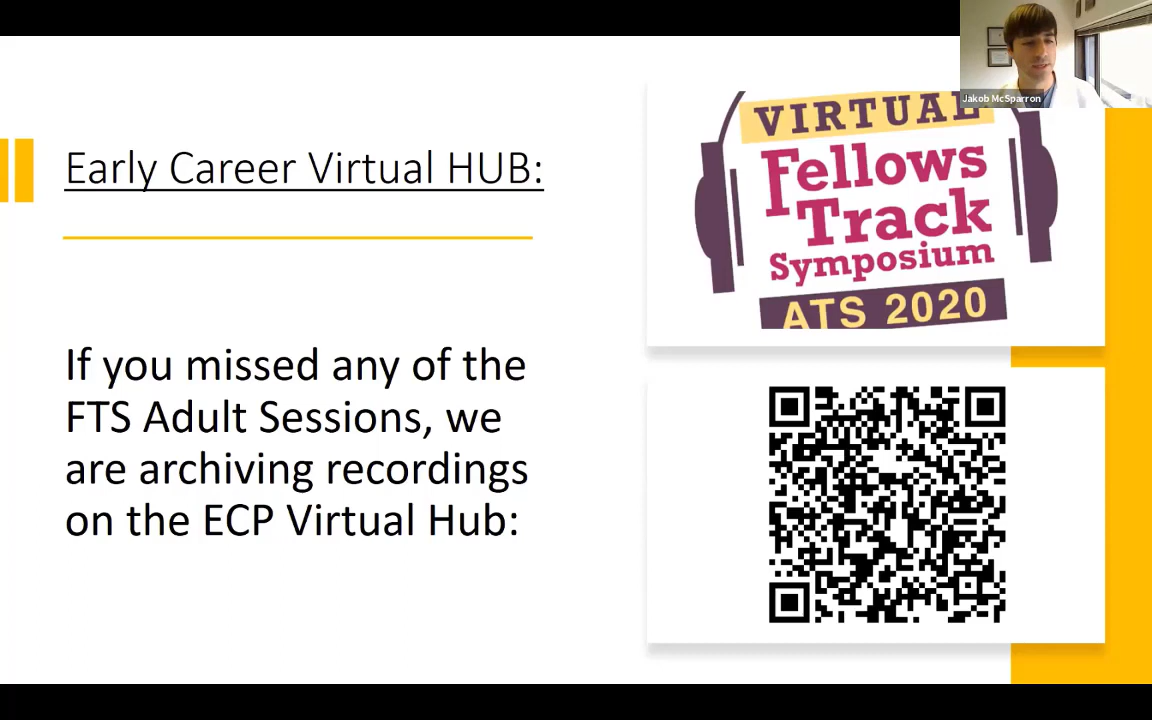 Jakob McSparron
Early Career Virtual HUB:
VIRTUAL
Fellows
Track
Symposium
ATS 2020
If you missed any of the
FTS Adult Sessions, we
are archiving recordings
on the ECP Virtual Hub: